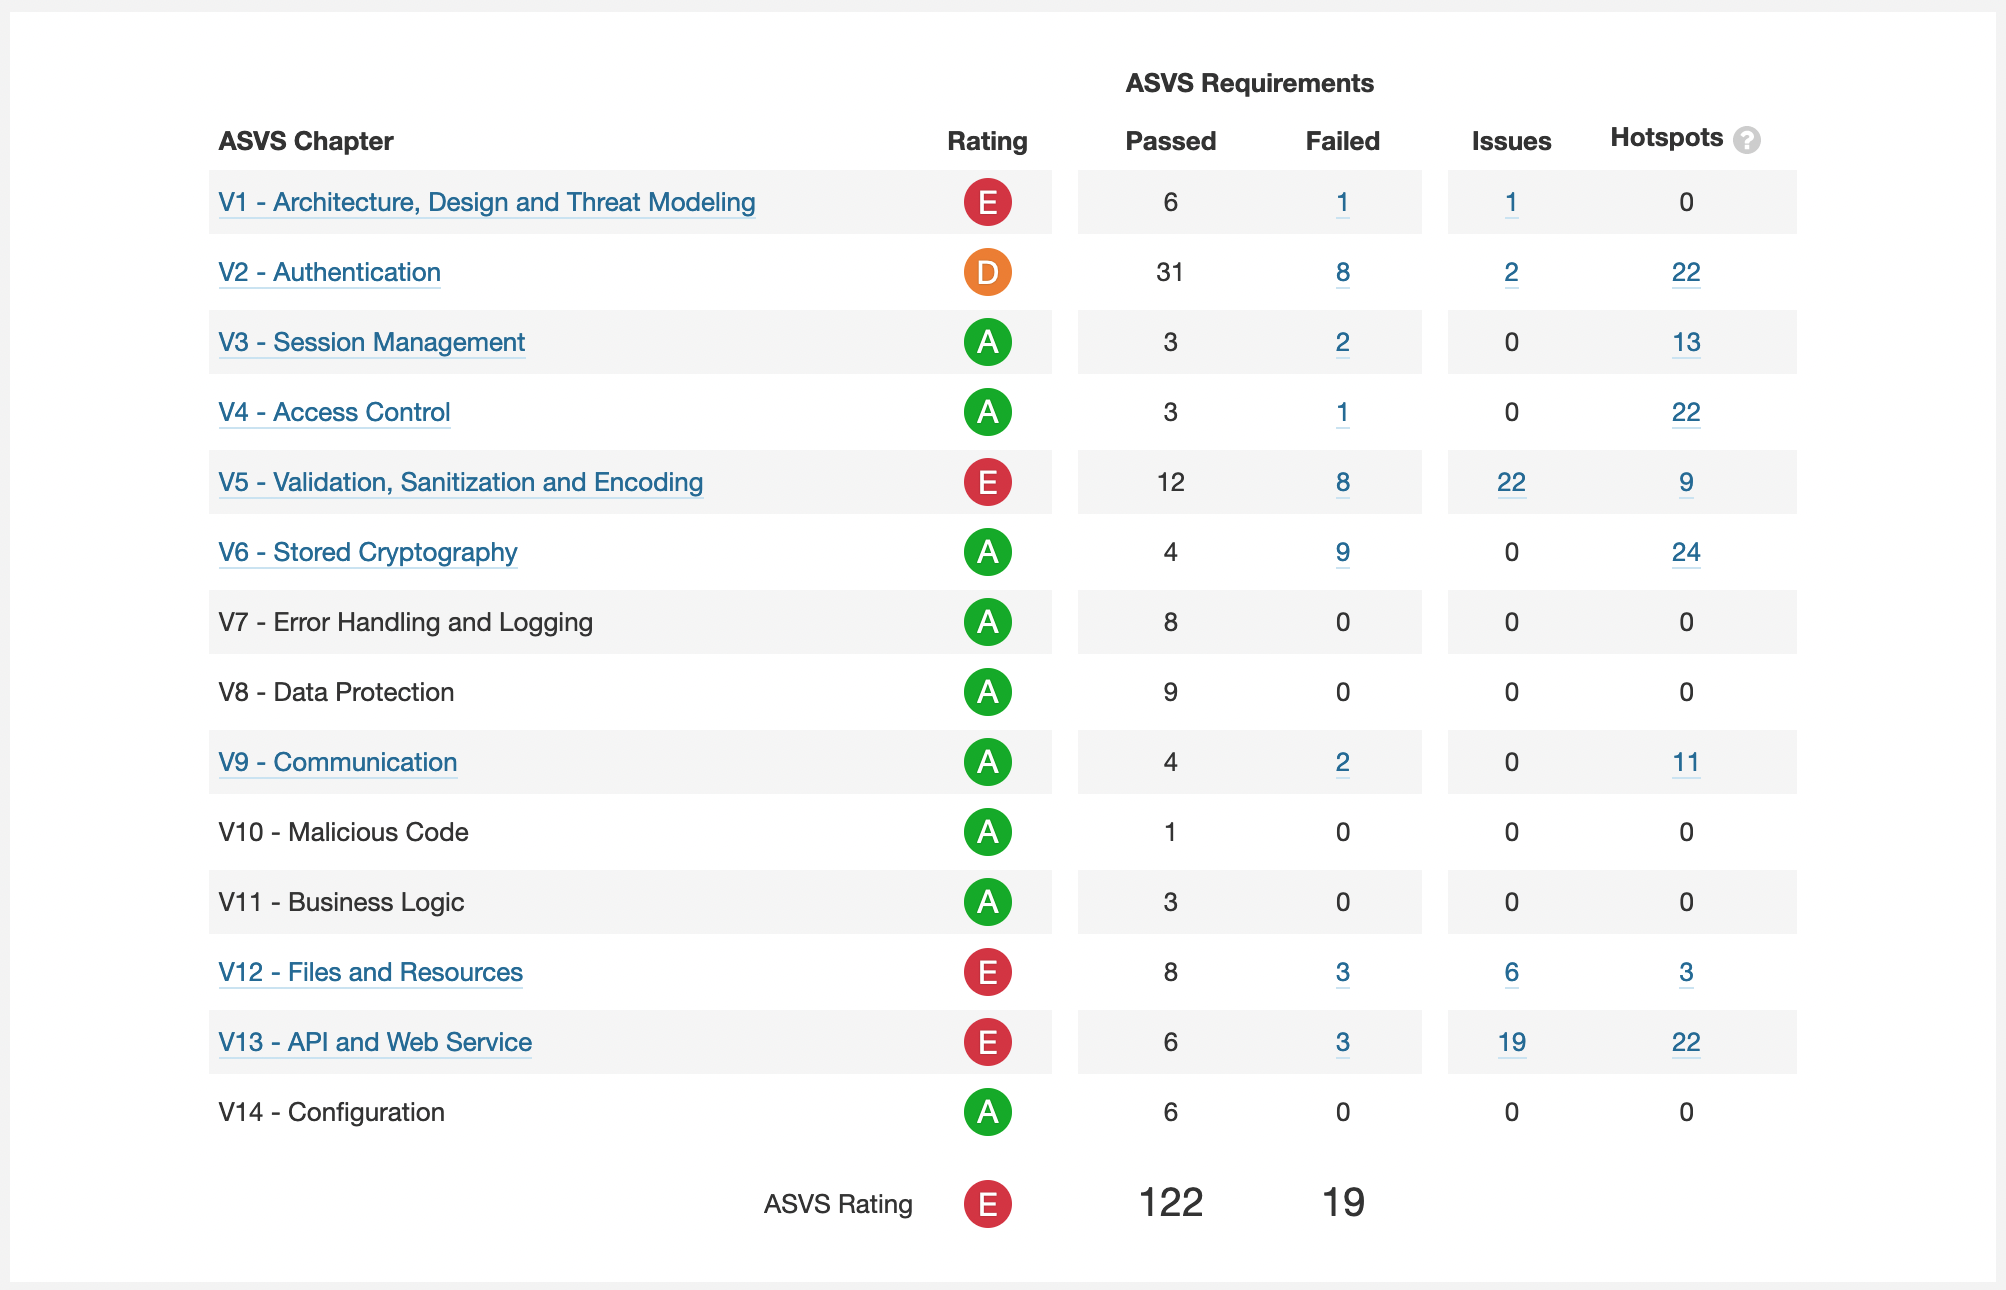 ASVS Requirements
ASVS Chapter Rating Passed Failed Issues Hotspots ?
V1 - Architecture, Design and Threat Modeling E 6 1 1 0
V2 - Authentication D 31 8 2 22
V3 - Session Management A 3 2 0 13
V4 - Access Control A 3 1 0 22
V5 - Validation, Sanitization and Encoding E 12 8 22 9
V6 - Stored Cryptography A 4 9 0 24
V7 - Error Handling and Logging A 8 0 0 0
V8 - Data Protection A 9 0 0 0
V9 - Communication A 4 2 0 11
V10 - Malicious Code A 1 0 0 0
V11 - Business Logic A 3 0 0 0
V12 - Files and Resources E 8 3 6 3
V13 - API and Web Service E 6 3 19 22
V14 - Configuration A 6 0 0 0
ASVS Rating E 122 19